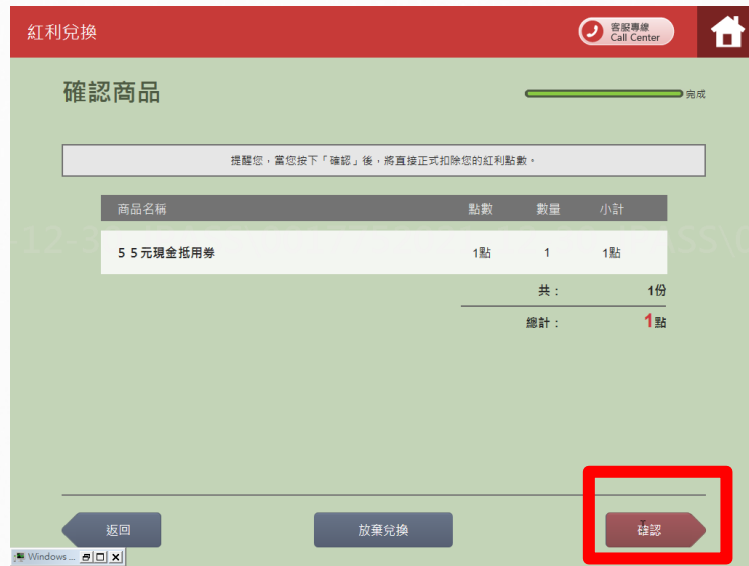 紅利兌換
客服專線
Call Center
確認商品
完成
提醒您，當您按下「確認」後，將直接正式扣除您的紅利點數。
商品名稱 點數 數量 小計
５５元現金抵用券 1點 1 1點
共： 1份
總計： 1點
返回 放棄兌換 確認
Windows ...